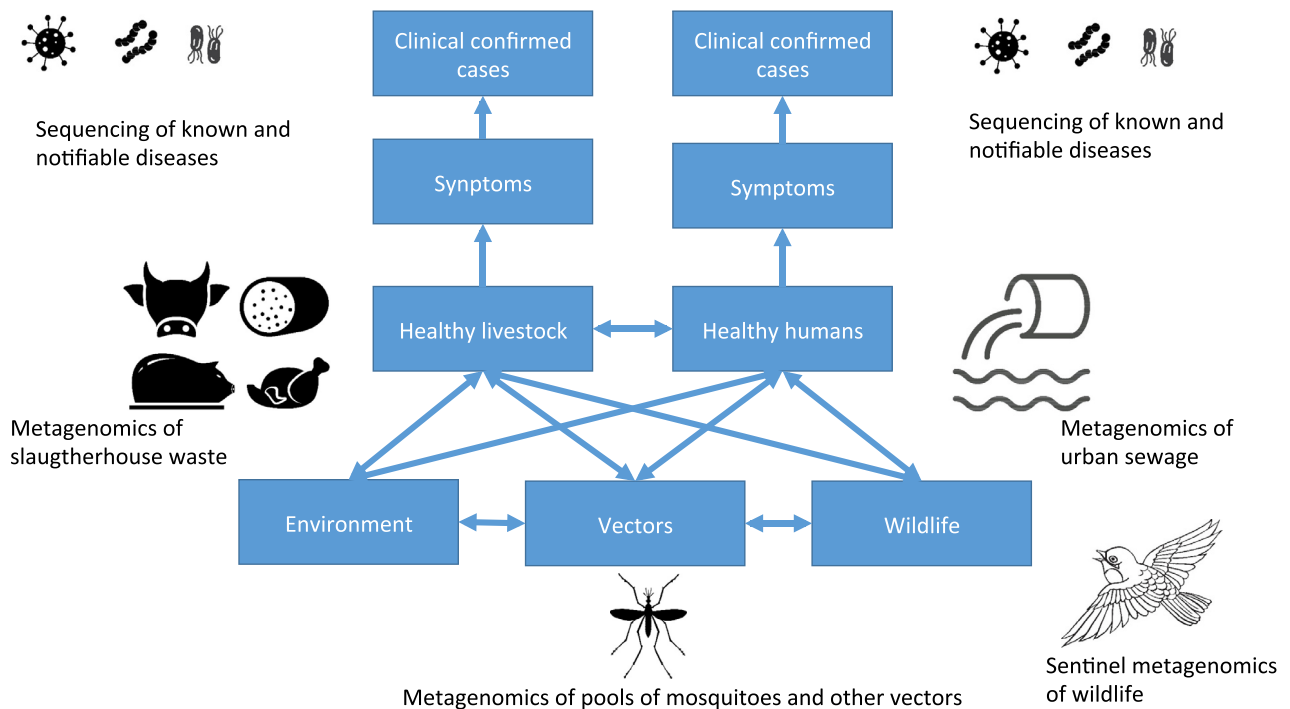 Clinical confirmed
cases
Clinical confirmed
cases
Sequencing of known and
notifiable diseases
Sequencing of known and
notifiable diseases
Synptoms
Symptoms
Healthy livestock
Healthy humans
Metagenomics of
slaugtherhouse waste
Metagenomics of
urban sewage
Environment
Vectors
Wildlife
Sentinel metagenomics
of wildlife
Metagenomics of pools of mosquitoes and other vectors